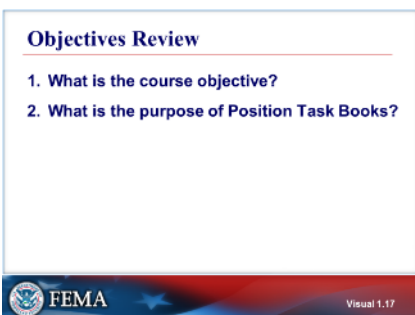 Objectives Review
1. What is the course objective?
2. What is the purpose of Position Task Books?
FEMA
Visual 1.17